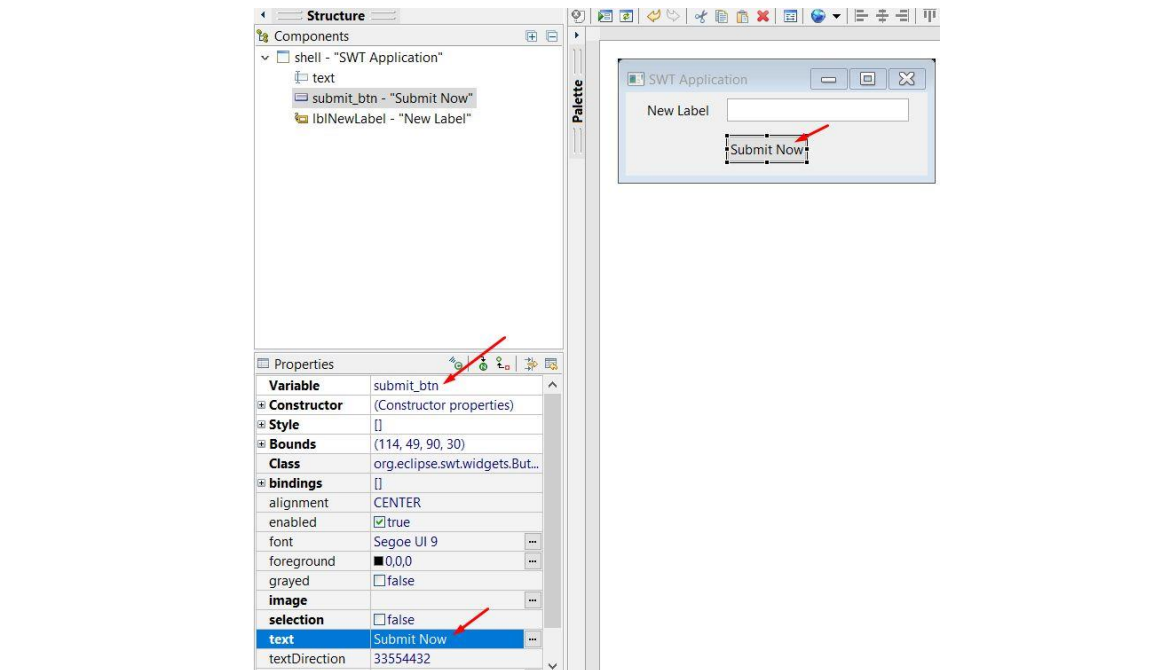 Structure
Components
shell - "SWT Application"
text
submit_btn - "Submit Now"
lblNewLabel - "New Label"
Properties
Variable submit_btn
Constructor (Constructor properties)
Style []
Bounds (114, 49, 90, 30)
Class org.eclipse.swt.widgets.But...
bindings []
alignment CENTER
enabled true
font Segoe UI 9 ...
foreground 0,0,0 ...
grayed false
image ...
selection false
text Submit Now ...
textDirection 33554432
Palette
SWT Application
New Label
Submit Now